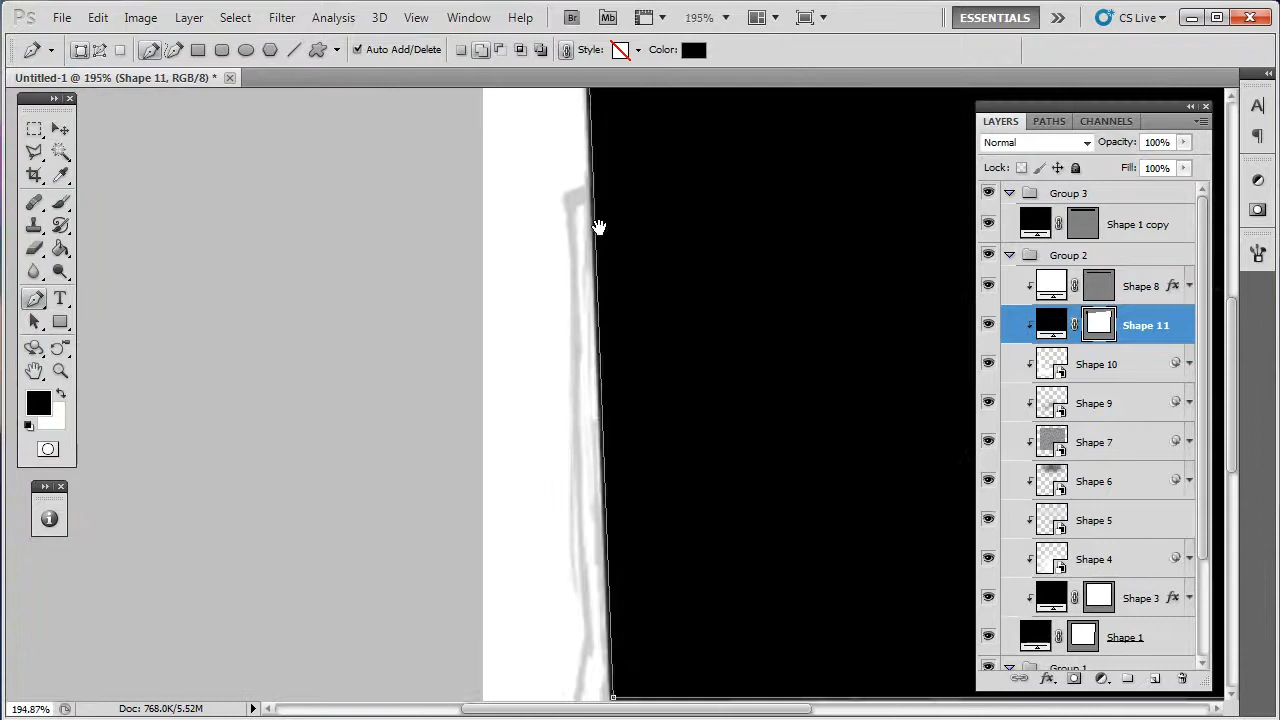 Ps File Edit Image Layer Select Filter Analysis 3D View Window Help Br Mb 195% ESSENTIALS CS Live
Auto Add/Delete Style: Color:
Untitled-1 @ 195% (Shape 11, RGB/8) *
LAYERS PATHS CHANNELS
Normal Opacity: 100%
Lock: Fill: 100%
Group 3
Shape 1 copy
Group 2
Shape 8 fx
Shape 11
Shape 10
Shape 9
Shape 7
Shape 6
Shape 5
Shape 4
Shape 3 fx
Shape 1
Group 1
194.87% Doc: 768.0K/5.52M